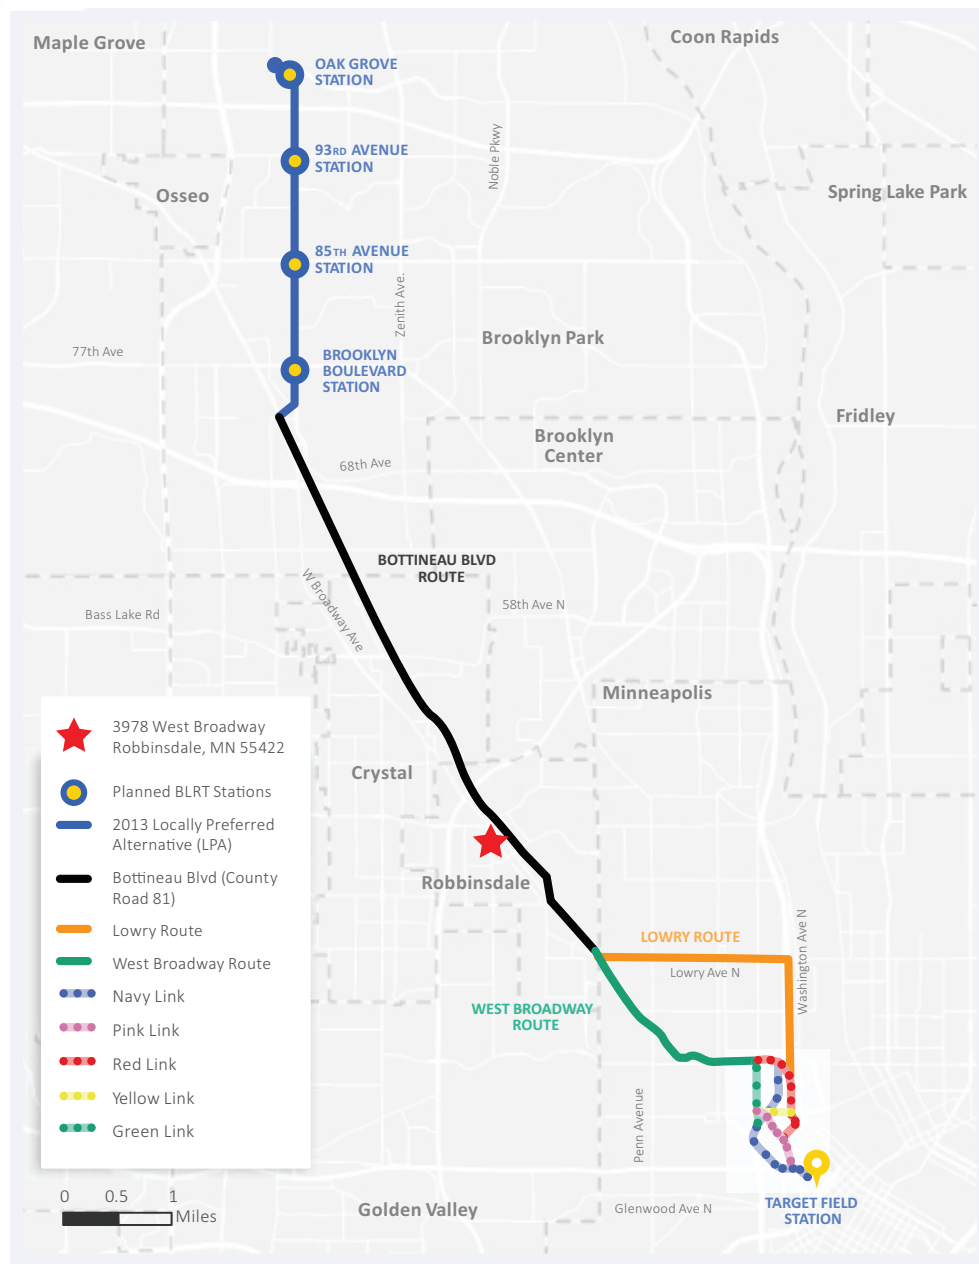 Maple Grove
Coon Rapids
OAK GROVE
STATION
Noble Pkwy
93RD AVENUE
STATION
Osseo
Spring Lake Park
85TH AVENUE
STATION
Zenith Ave.
Brooklyn Park
77th Ave
BROOKLYN
BOULEVARD
STATION
Fridley
Brooklyn
Center
68th Ave
BOTTINEAU BLVD
ROUTE
W Broadway Ave
58th Ave N
Bass Lake Rd
Minneapolis
Crystal
Robbinsdale
LOWRY ROUTE
Lowry Ave N
Washington Ave N
WEST BROADWAY
ROUTE
Penn Avenue
Golden Valley
Glenwood Ave N
TARGET FIELD
STATION
3978 West Broadway
Robbinsdale, MN 55422
Planned BLRT Stations
2013 Locally Preferred
Alternative (LPA)
Bottineau Blvd (County
Road 81)
Lowry Route
West Broadway Route
Navy Link
Pink Link
Red Link
Yellow Link
Green Link
0 0.5 1
Miles